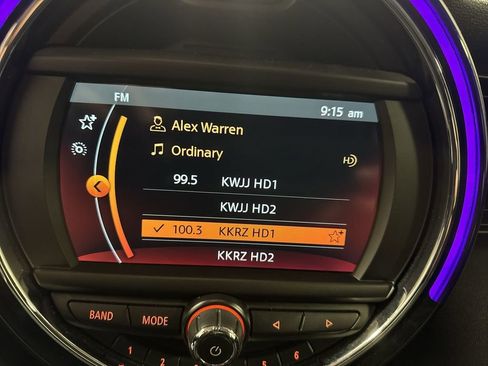 FM
9:15 am
Alex Warren
Ordinary
HD
99.5 KWJJ HD1
KWJJ HD2
✓ 100.3 KKRZ HD1
KKRZ HD2
BAND MODE
1 2 5 6